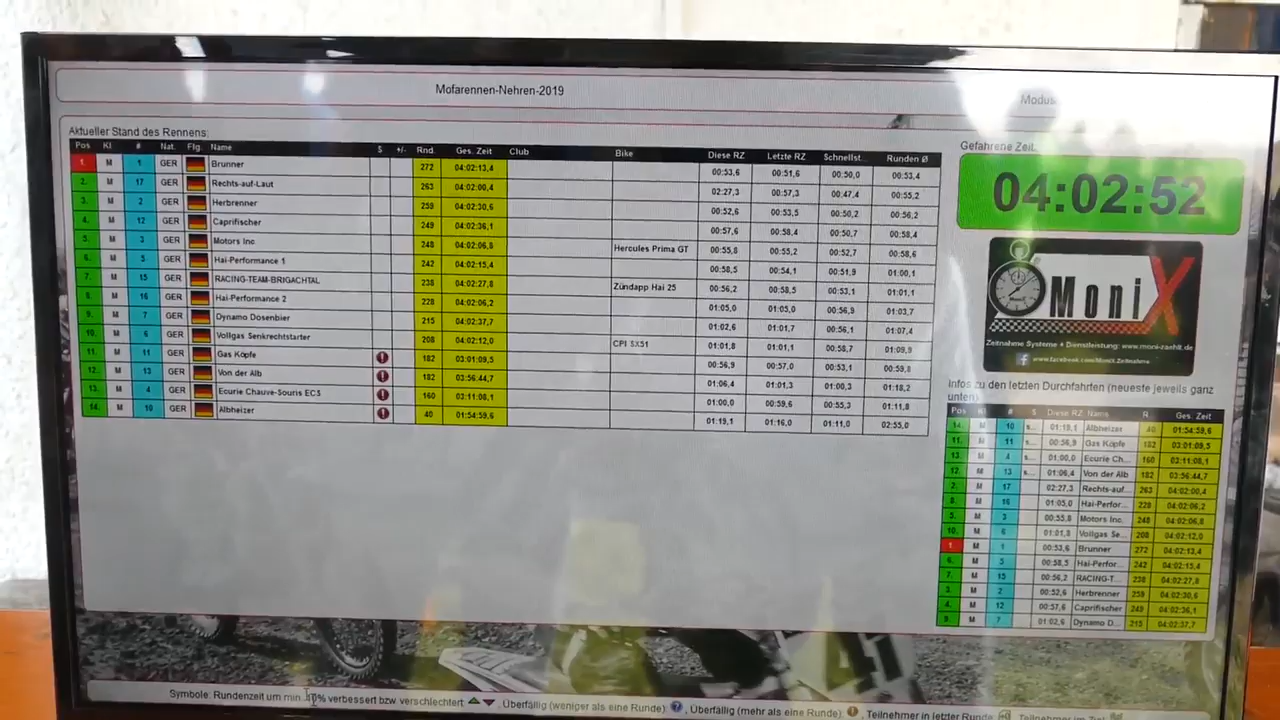 Mofarennen-Nehren-2019
Modus
Aktueller Stand des Rennens:
Pos Kl # Nat. Flg. Name S +/- Rnd. Ges. Zeit Club Bike Diese RZ Letzte RZ Schnellst. Runden Ø
1. M 1 GER Brunner 272 04:02:13,4 00:53,6 00:51,6 00:50,0 00:53,4
2. M 17 GER Rechts-auf-Laut 263 04:02:00,4 02:27,3 00:57,3 00:47,4 00:55,2
3. M 2 GER Herbrenner 259 04:02:30,6 00:52,6 00:53,5 00:50,2 00:56,2
4. M 12 GER Caprifischer 249 04:02:36,1 00:57,6 00:58,4 00:50,7 00:58,4
5. M 3 GER Motors Inc. 248 04:02:06,8 Hercules Prima GT 00:55,8 00:55,2 00:52,7 00:58,6
6. M 5 GER Hai-Performance 1 242 04:02:15,4 00:58,5 00:54,1 00:51,9 01:00,1
7. M 15 GER RACING-TEAM-BRIGACHTAL 238 04:02:27,8 Zündapp Hai 25 00:56,2 00:58,5 00:53,1 01:01,1
8. M 16 GER Hai-Performance 2 228 04:02:06,2 01:05,0 01:05,0 00:56,9 01:03,7
9. M 7 GER Dynamo Dosenbier 215 04:02:37,7 01:02,6 01:01,7 00:56,1 01:07,4
10. M 6 GER Vollgas Senkrechtstarter 208 04:02:12,0 CPI SX51 01:01,8 01:01,1 00:58,7 01:09,9
11. M 11 GER Gas Köpfe 182 03:01:09,5 00:56,9 00:57,0 00:53,1 00:59,8
12. M 13 GER Von der Alb 182 03:56:44,7 01:06,4 01:01,3 01:00,3 01:18,2
13. M 4 GER Ecurie Chauve-Souris EC3 160 03:11:08,1 01:00,0 00:59,6 00:55,3 01:11,8
14. M 10 GER Albheizer 40 01:54:59,6 01:19,1 01:16,0 01:11,0 02:55,0
Gefahrene Zeit:
04:02:52
MoniX
Zeitnahme Systeme + Dienstleistung: www.moni-zaehlt.de
www.facebook.com/MoniX.Zeitnahme
Infos zu den letzten Durchfahrten (neueste jeweils ganz
unten)
Pos Kl # S Diese RZ Name R. Ges. Zeit
14. M 10 s... 01:19,1 Albheizer 40 01:54:59,6
11. M 11 s... 00:56,9 Gas Köpfe 182 03:01:09,5
13. M 4 s... 01:00,0 Ecurie Ch... 160 03:11:08,1
12. M 13 s... 01:06,4 Von der Alb 182 03:56:44,7
2. M 17 02:27,3 Rechts-auf... 263 04:02:00,4
8. M 16 01:05,0 Hai-Perfor... 228 04:02:06,2
5. M 3 00:55,8 Motors Inc. 248 04:02:06,8
10. M 6 01:01,8 Vollgas Se... 208 04:02:12,0
1. M 1 00:53,6 Brunner 272 04:02:13,4
6. M 5 00:58,5 Hai-Perfor... 242 04:02:15,4
7. M 15 00:56,2 RACING-T... 238 04:02:27,8
3. M 2 00:52,6 Herbrenner 259 04:02:30,6
4. M 12 00:57,6 Caprifischer 249 04:02:36,1
9. M 7 01:02,6 Dynamo D... 215 04:02:37,7
Symbole: Rundenzeit um min. 10% verbessert bzw verschlechtert: , Überfällig (weniger als eine Runde): ? , Überfällig (mehr als eine Runde): ! , Teilnehmer in letzter Runde Teilnehmer im